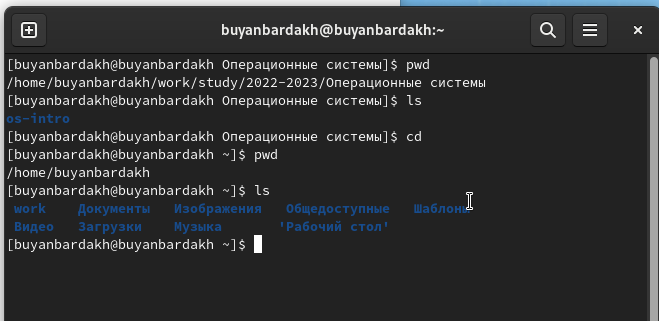 buyanbardakh@buyanbardakh:~
[buyanbardakh@buyanbardakh Операционные системы]$ pwd
/home/buyanbardakh/work/study/2022-2023/Операционные системы
[buyanbardakh@buyanbardakh Операционные системы]$ ls
os-intro
[buyanbardakh@buyanbardakh Операционные системы]$ cd
[buyanbardakh@buyanbardakh ~]$ pwd
/home/buyanbardakh
[buyanbardakh@buyanbardakh ~]$ ls
work Документы Изображения Общедоступные Шаблоны
Видео Загрузки Музыка 'Рабочий стол'
[buyanbardakh@buyanbardakh ~]$